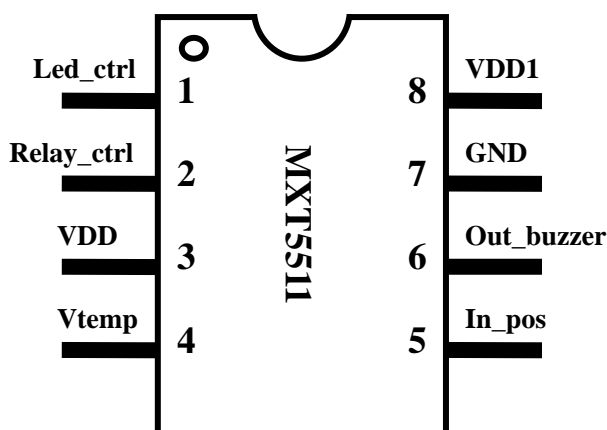 Led_ctrl 1 8 VDD1
Relay_ctrl 2 7 GND
VDD 3 6 Out_buzzer
Vtemp 4 5 In_pos
MXT5511